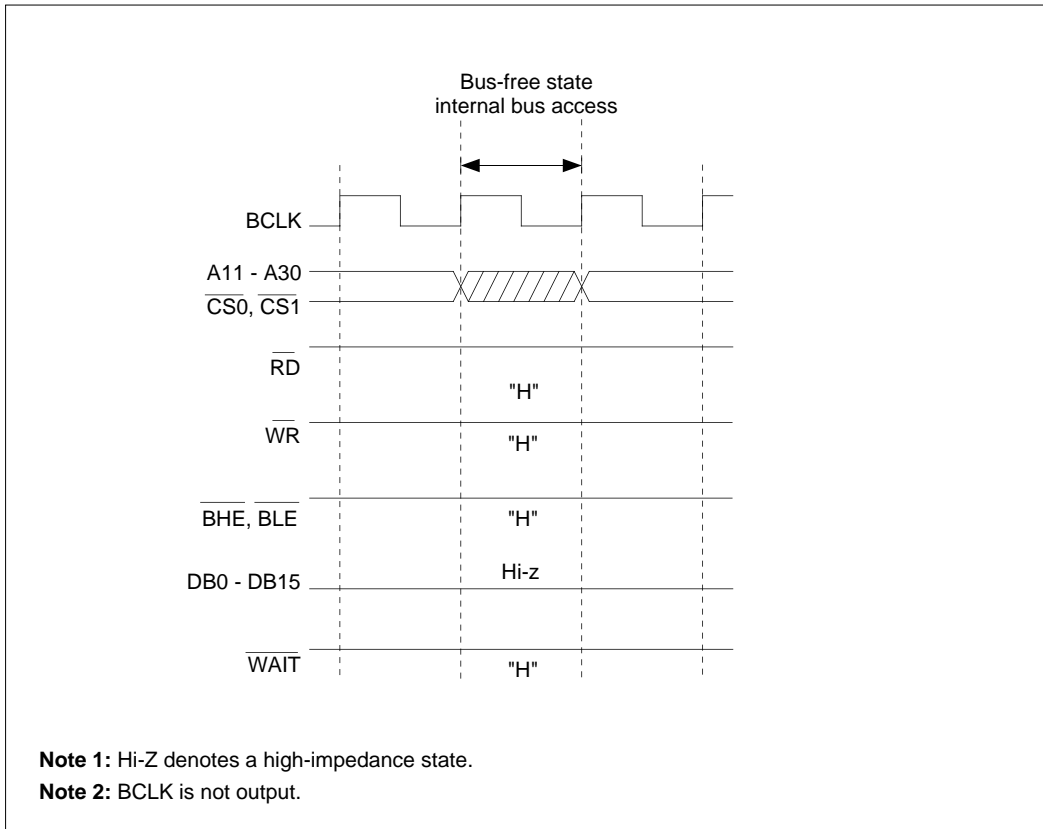 Bus-free state
internal bus access
BCLK
A11 - A30
CS0, CS1
RD
"H"
WR
"H"
BHE, BLE
"H"
Hi-z
DB0 - DB15
WAIT
"H"
Note 1: Hi-Z denotes a high-impedance state.
Note 2: BCLK is not output.